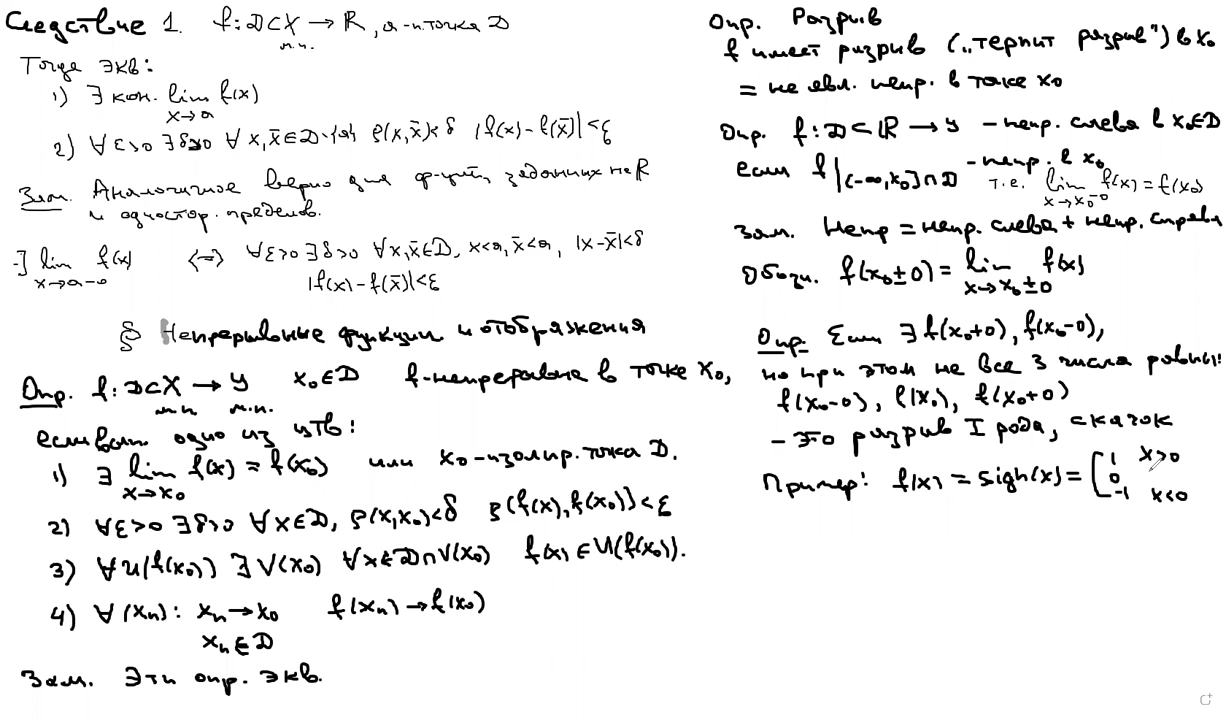 Следствие 1. f: D⊂X → R, a - п. точка D
м.п.
Тогда экв:
1) ∃ кон. lim f(x)
x→a
2) ∀ε>0 ∃δ>0 ∀x, x̄∈D∖{a} ρ(x, x̄)<δ |f(x) - f(x̄)|<ε
Зам. Аналогичное верно для ф-ций, заданных на R
и одностор. пределов.
∃ lim f(x) <=> ∀ε>0 ∃δ>0 ∀x, x̄∈D, x<a, x̄<a, |x-x̄|<δ
x→a-0 |f(x)-f(x̄)|<ε
§ Непрерывные функции и отображения
Опр. f: D⊂X → Y x₀∈D f-непрерывна в точке x₀,
м.п. м.п.
если вып одно из утв:
1) ∃ lim f(x) = f(x₀) или x₀-изолир. точка D.
x→x₀
2) ∀ε>0 ∃δ>0 ∀x∈D, ρ(x,x₀)<δ ρ(f(x), f(x₀))<ε
3) ∀U(f(x₀)) ∃V(x₀) ∀x∈D∩V(x₀) f(x)∈U(f(x₀)).
4) ∀(xₙ): xₙ→x₀ f(xₙ)→f(x₀)
xₙ∈D
Зам. Эти опр. экв.
Опр. Разрыв
f имеет разрыв („терпит разрыв") в x₀
= не явл. непр. в точке x₀
Опр. f: D⊂R → Y - непр. слева в x₀∈D
если f|(-∞,x₀]∩D - непр. в x₀
т.е. lim f(x) = f(x₀)
x→x₀-0
Зам. Непр = непр. слева + непр. справа
Обозн. f(x₀±0) = lim f(x)
x→x₀±0
Опр: Если ∃ f(x₀+0), f(x₀-0),
но при этом не все 3 числа равны:
f(x₀-0), f(x₀), f(x₀+0)
- это разрыв I рода, скачок
Пример: f(x) = sign(x) = [ 1 x>0
0
-1 x<0